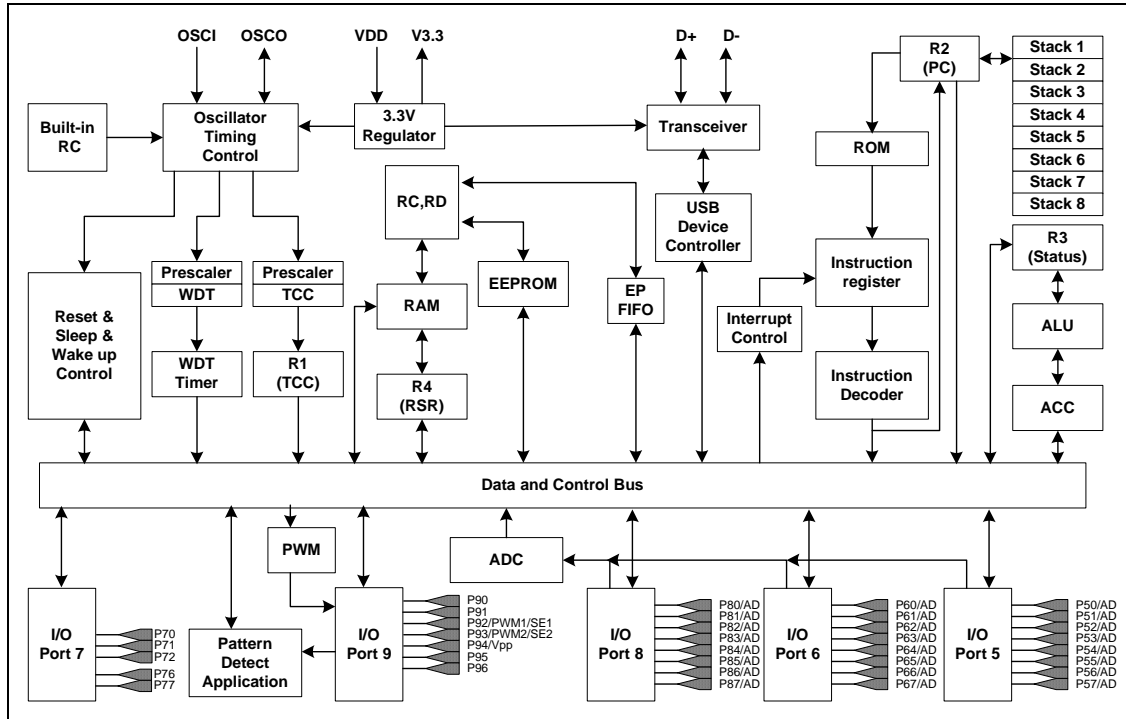 OSCI
OSCO
VDD
V3.3
D+
D-
R2
(PC)
Stack 1
Stack 2
Stack 3
Stack 4
Stack 5
Stack 6
Stack 7
Stack 8
Built-in
RC
Oscillator
Timing
Control
3.3V
Regulator
Transceiver
ROM
RC,RD
USB
Device
Controller
R3
(Status)
Prescaler
WDT
Prescaler
TCC
EEPROM
EP
FIFO
Instruction
register
Reset &
Sleep &
Wake up
Control
RAM
Interrupt
Control
ALU
WDT
Timer
R1
(TCC)
R4
(RSR)
Instruction
Decoder
ACC
Data and Control Bus
PWM
ADC
I/O
Port 7
P70
P71
P72
P76
P77
Pattern
Detect
Application
I/O
Port 9
P90
P91
P92/PWM1/SE1
P93/PWM2/SE2
P94/Vpp
P95
P96
I/O
Port 8
P80/AD
P81/AD
P82/AD
P83/AD
P84/AD
P85/AD
P86/AD
P87/AD
I/O
Port 6
P60/AD
P61/AD
P62/AD
P63/AD
P64/AD
P65/AD
P66/AD
P67/AD
I/O
Port 5
P50/AD
P51/AD
P52/AD
P53/AD
P54/AD
P55/AD
P56/AD
P57/AD